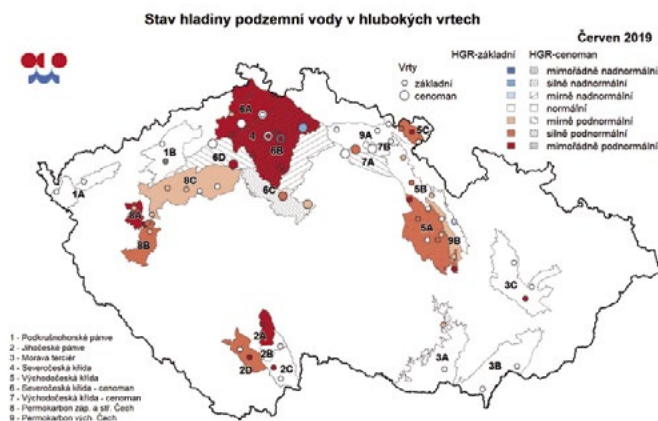 Stav hladiny podzemní vody v hlubokých vrtech
Červen 2019
HGR-základní HGR-cenoman
Vrty
základní
cenoman
mimořádně nadnormální
silně nadnormální
mírně nadnormální
normální
mírně podnormální
silně podnormální
mimořádně podnormální
6A
4
6B
9A
7B
7A
5C
1B
6D
1A
8C
6C
5B
8A
8B
5A
9B
3C
2A
2B
2D
2C
3A
3B
1 - Podkrušnohorské pánve
2 - Jihočeské pánve
3 - Morava terciér
4 - Severočeská křída
5 - Východočeská křída
6 - Severočeská křída - cenoman
7 - Východočeská křída - cenoman
8 - Permokarbon záp. a stř. Čech
9 - Permokarbon vých. Čech